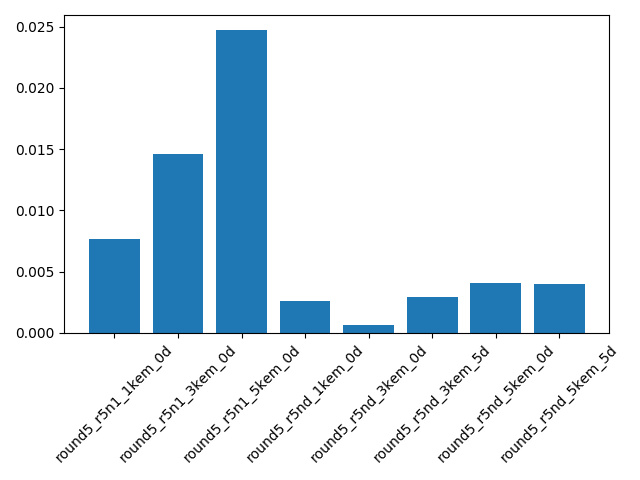 0.025
0.020
0.015
0.010
0.005
0.000
round5_r5n1_1kem_0d
round5_r5n1_3kem_0d
round5_r5n1_5kem_0d
round5_r5nd_1kem_0d
round5_r5nd_3kem_0d
round5_r5nd_3kem_5d
round5_r5nd_5kem_0d
round5_r5nd_5kem_5d